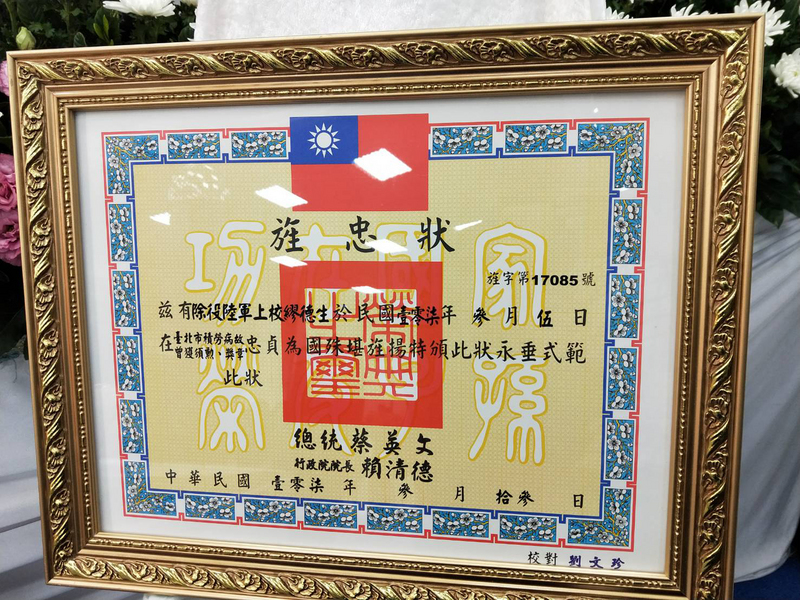 旌忠狀
旌字第17085號
茲有除役陸軍上校繆德生於民國壹零柒年 參月伍日
在臺北市積勞病故曾獲頒勳、獎章忠貞為國殊堪旌揚特頒此狀永垂式範
此狀
總統蔡英文
行政院院長 賴清德
中華民國 壹零柒 年 參 月 拾參 日
校對 劉文珍